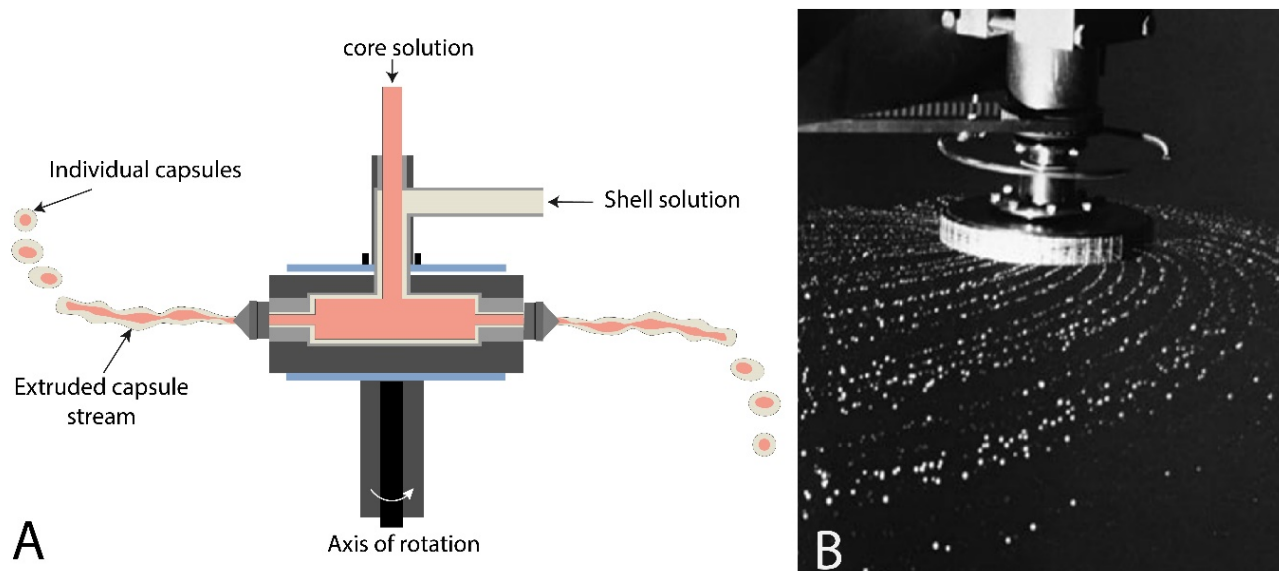 core solution
Individual capsules
Shell solution
Extruded capsule
stream
Axis of rotation
A
B